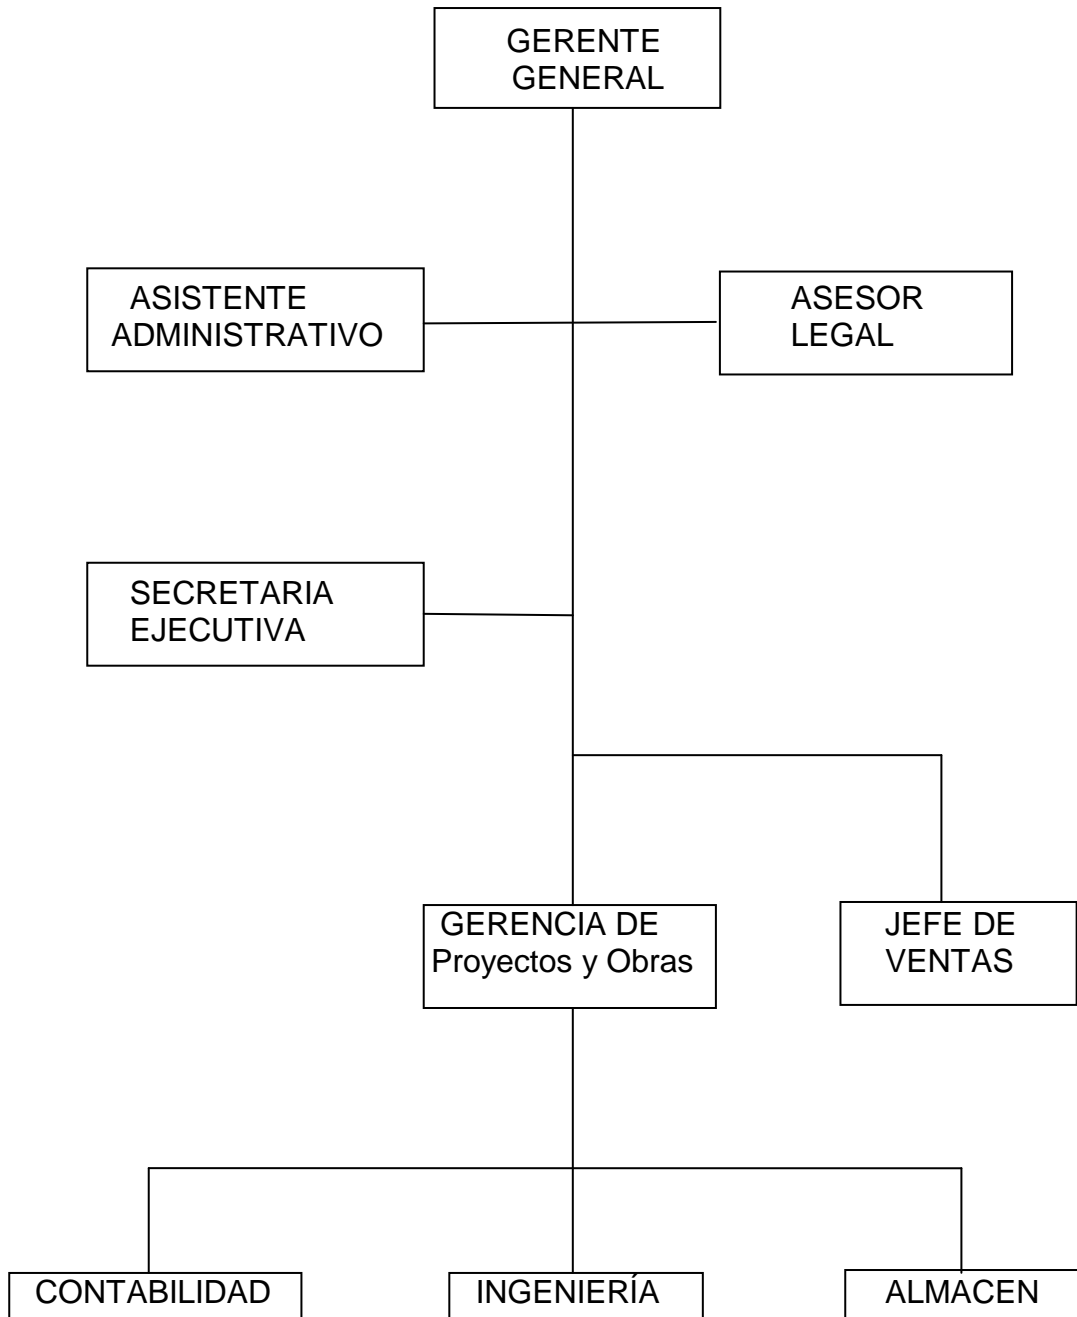 GERENTE
GENERAL
ASISTENTE
ADMINISTRATIVO
ASESOR
LEGAL
SECRETARIA
EJECUTIVA
GERENCIA DE
Proyectos y Obras
JEFE DE
VENTAS
CONTABILIDAD
INGENIERÍA
ALMACEN